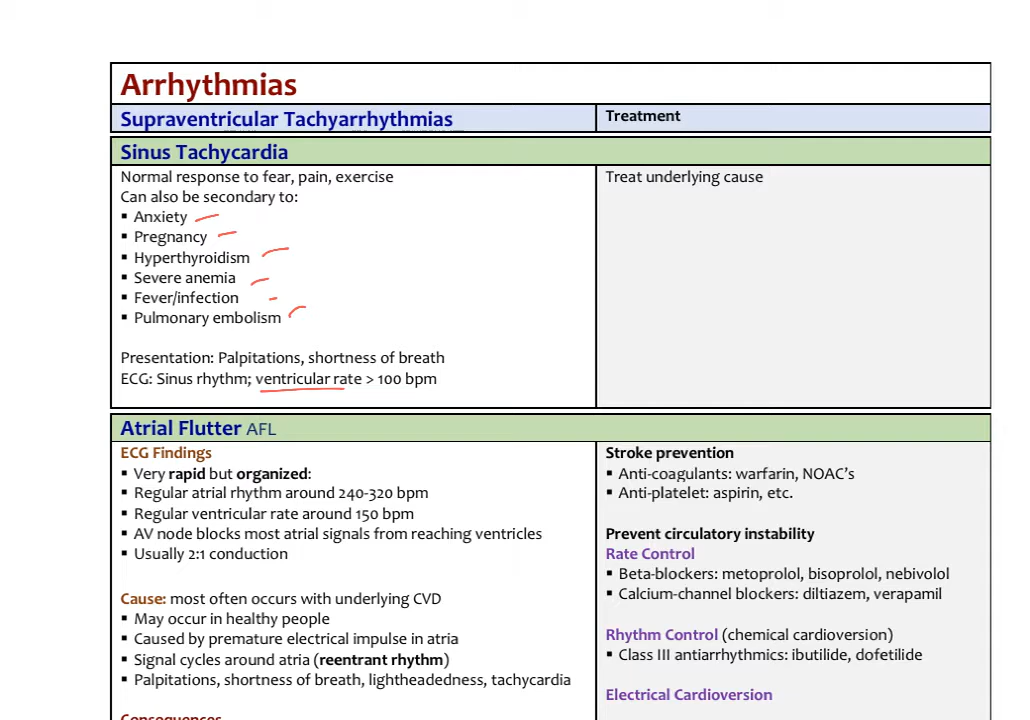 Arrhythmias
Supraventricular Tachyarrhythmias
Treatment
Sinus Tachycardia
Normal response to fear, pain, exercise
Can also be secondary to:
▪ Anxiety
▪ Pregnancy
▪ Hyperthyroidism
▪ Severe anemia
▪ Fever/infection
▪ Pulmonary embolism
Presentation: Palpitations, shortness of breath
ECG: Sinus rhythm; ventricular rate > 100 bpm
Treat underlying cause
Atrial Flutter AFL
ECG Findings
▪ Very rapid but organized:
▪ Regular atrial rhythm around 240-320 bpm
▪ Regular ventricular rate around 150 bpm
▪ AV node blocks most atrial signals from reaching ventricles
▪ Usually 2:1 conduction
Cause: most often occurs with underlying CVD
▪ May occur in healthy people
▪ Caused by premature electrical impulse in atria
▪ Signal cycles around atria (reentrant rhythm)
▪ Palpitations, shortness of breath, lightheadedness, tachycardia
Consequences
Stroke prevention
▪ Anti-coagulants: warfarin, NOAC's
▪ Anti-platelet: aspirin, etc.
Prevent circulatory instability
Rate Control
▪ Beta-blockers: metoprolol, bisoprolol, nebivolol
▪ Calcium-channel blockers: diltiazem, verapamil
Rhythm Control (chemical cardioversion)
▪ Class III antiarrhythmics: ibutilide, dofetilide
Electrical Cardioversion